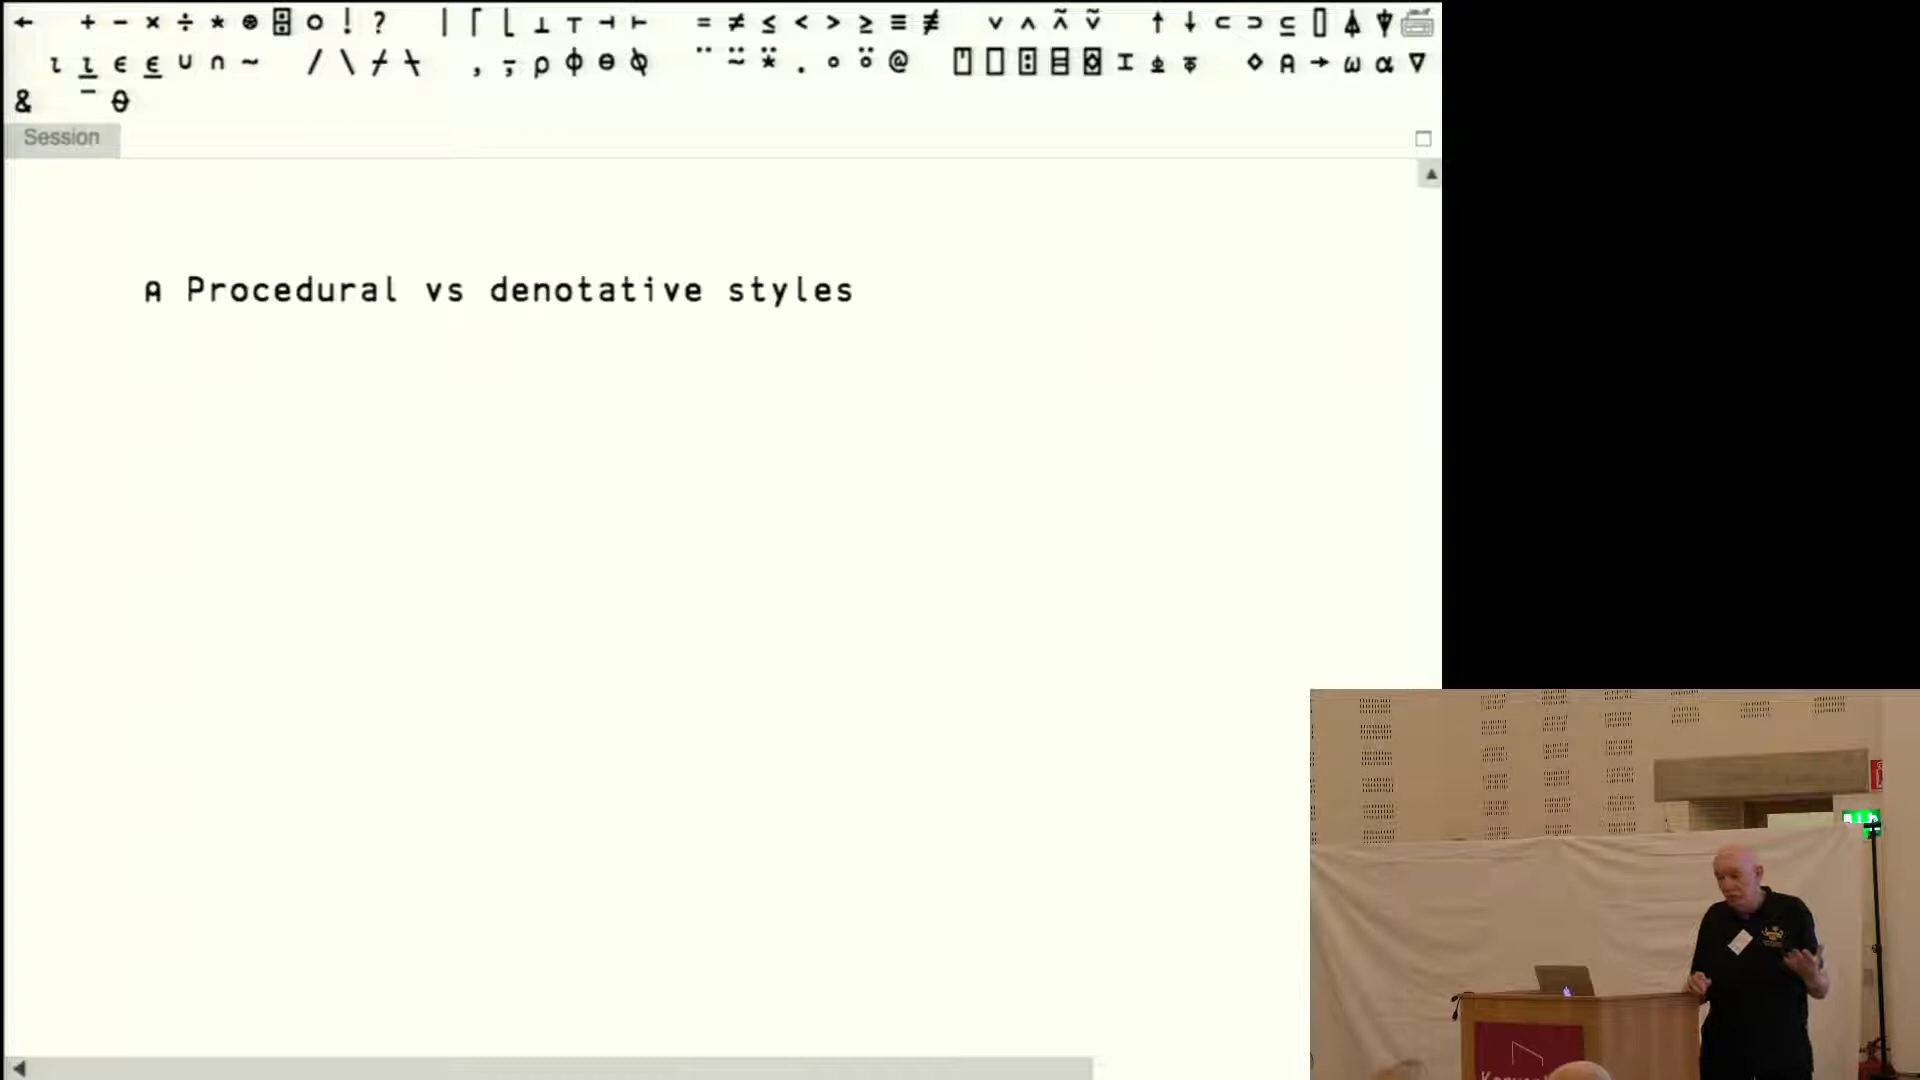 ← + − × ÷ * ⍟ ⌹ ○ ! ? | ⌈ ⌊ ⊥ ⊤ ⊣ ⊢ = ≠ ≤ < > ≥ ≡ ≢ ∨ ∧ ⍲ ⍱ ↑ ↓ ⊂ ⊃ ⊆ ⌷ ⍋ ⍒
⍳ ⍸ ∊ ⍷ ∪ ∩ ~ / \ ⌿ ⍀ , ⍪ ⍴ ⌽ ⊖ ⍉ ¨ ⍨ ⍣ . ∘ ⍤ @ ⍞ ⎕ ⍠ ⌸ ⌺ ⌶ ⍎ ⍕ ⋄ ⍝ → ⍵ ⍺ ∇
& ¯ ⍬
Session
⍝ Procedural vs denotative styles